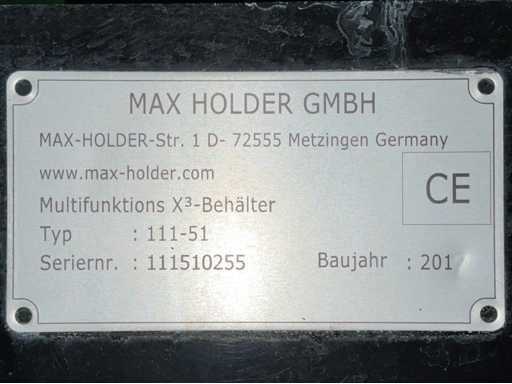 MAX HOLDER GMBH
MAX-HOLDER-Str. 1 D- 72555 Metzingen Germany
www.max-holder.com
CE
Multifunktions X³-Behälter
Typ : 111-51
Seriernr. : 111510255 Baujahr : 201